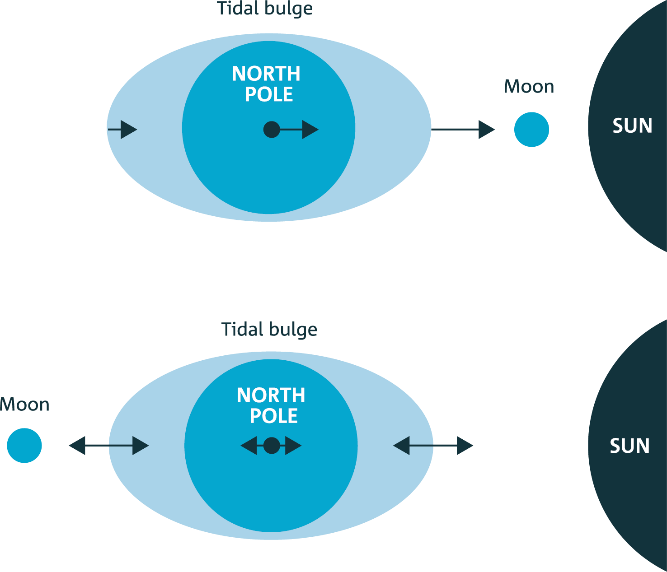 Tidal bulge
NORTH
POLE
Moon
SUN
Tidal bulge
Moon
NORTH
POLE
SUN